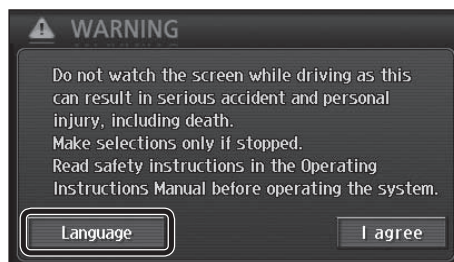 WARNING
Do not watch the screen while driving as this
can result in serious accident and personal
injury, including death.
Make selections only if stopped.
Read safety instructions in the Operating
Instructions Manual before operating the system.
Language
I agree